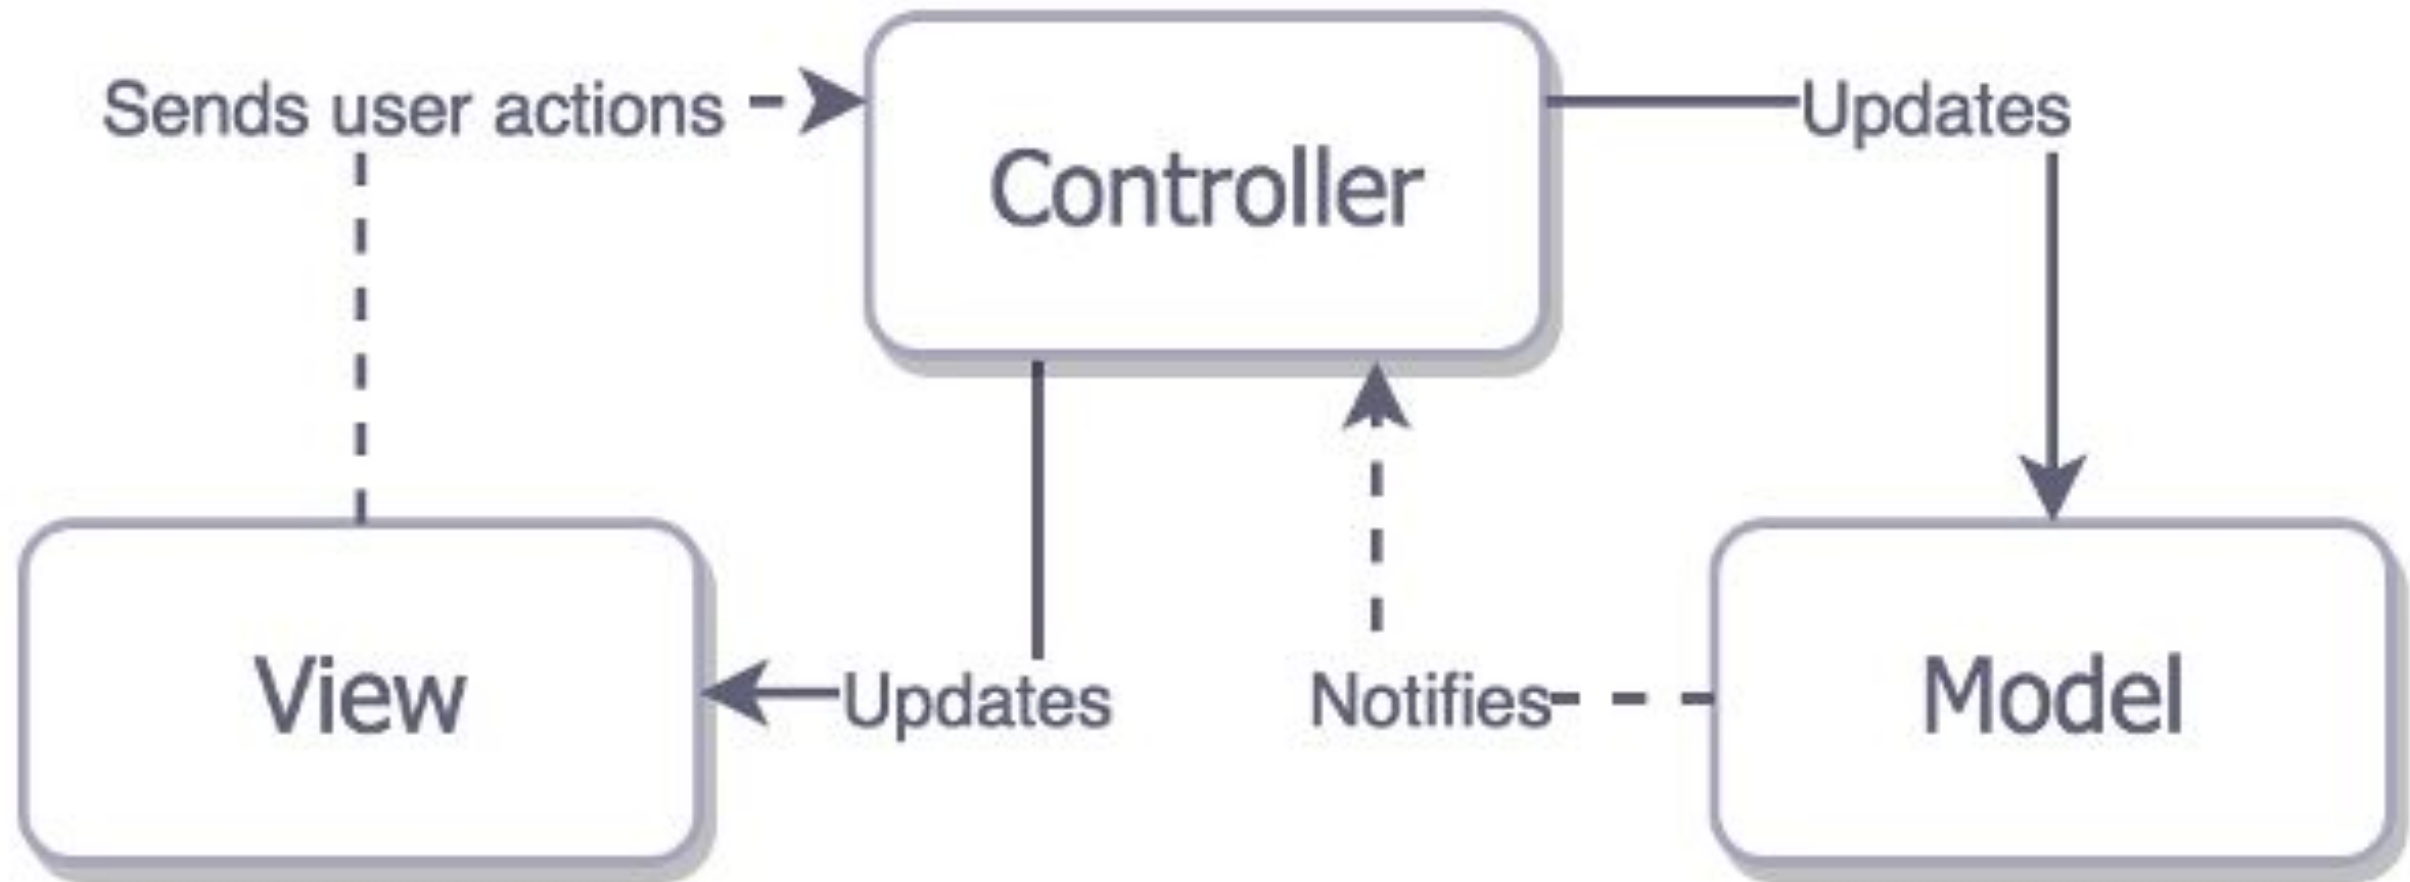 Sends user actions
Controller
Updates
View
Updates
Notifies
Model